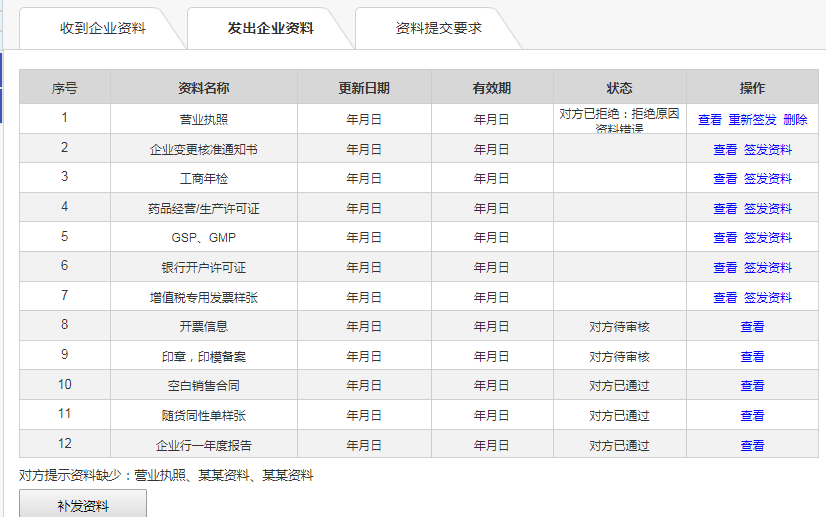 收到企业资料 发出企业资料 资料提交要求
序号 资料名称 更新日期 有效期 状态 操作
1 营业执照 年月日 年月日 对方已拒绝：拒绝原因 查看 重新签发 删除
资料错误
2 企业变更核准通知书 年月日 年月日 查看 签发资料
3 工商年检 年月日 年月日 查看 签发资料
4 药品经营/生产许可证 年月日 年月日 查看 签发资料
5 GSP、GMP 年月日 年月日 查看 签发资料
6 银行开户许可证 年月日 年月日 查看 签发资料
7 增值税专用发票样张 年月日 年月日 查看 签发资料
8 开票信息 年月日 年月日 对方待审核 查看
9 印章，印模备案 年月日 年月日 对方待审核 查看
10 空白销售合同 年月日 年月日 对方已通过 查看
11 随货同性单样张 年月日 年月日 对方已通过 查看
12 企业行一年度报告 年月日 年月日 对方已通过 查看
对方提示资料缺少：营业执照、某某资料、某某资料
补发资料